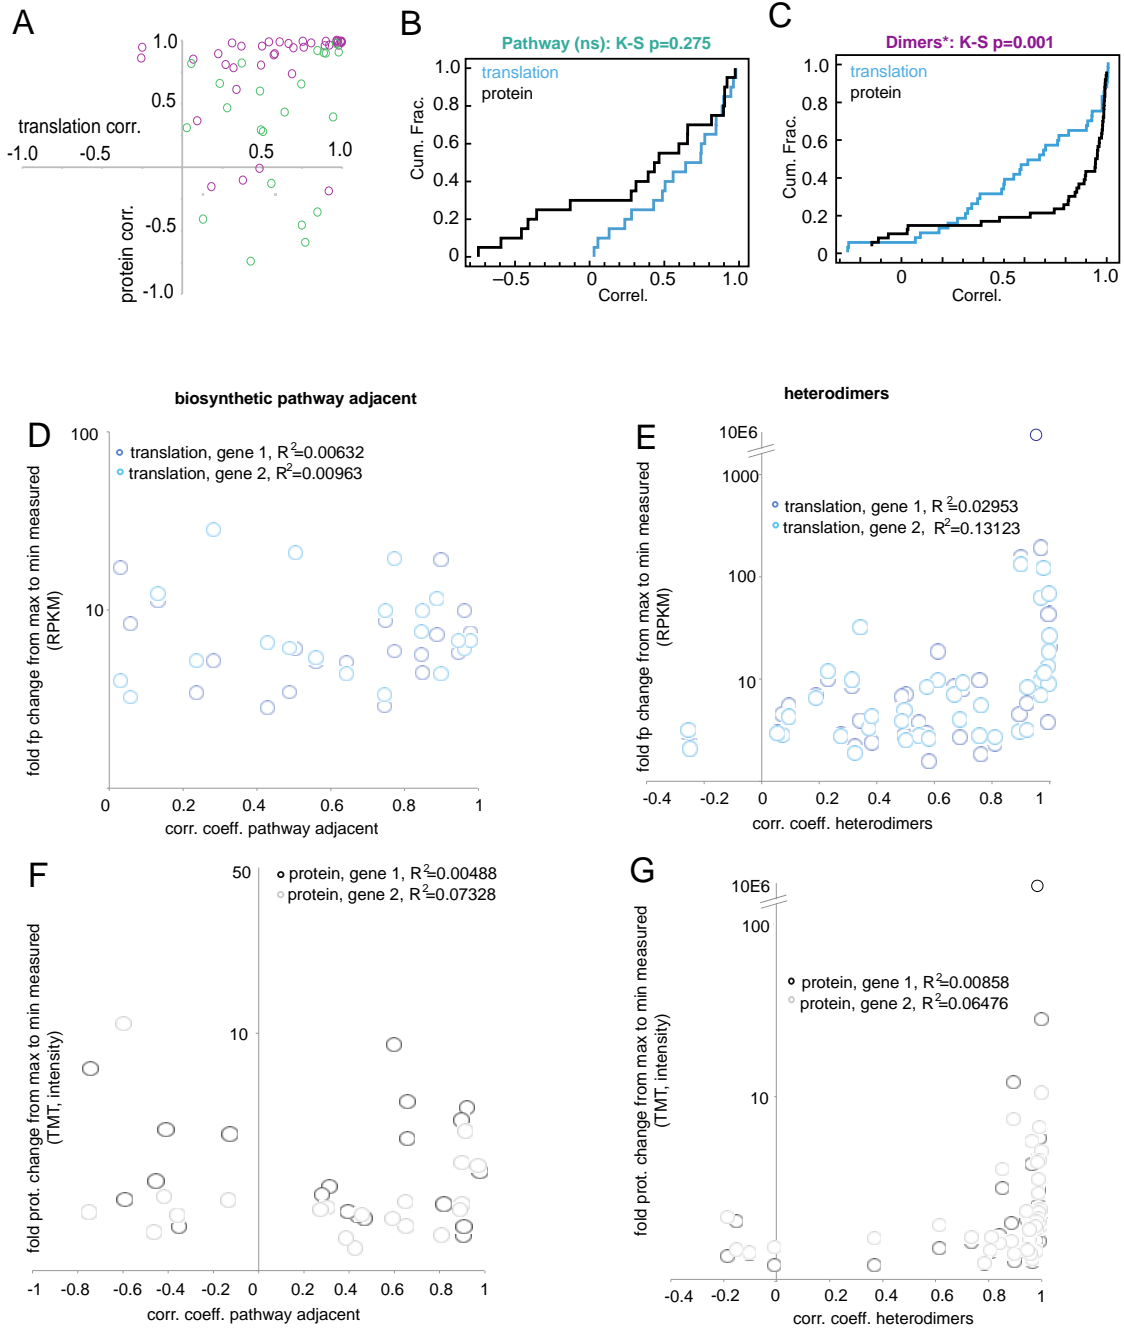 A
1.0
0.5
translation corr.
-1.0
-0.5
0.5
1.0
-0.5
-1.0
protein corr.
B
Pathway (ns): K-S p=0.275
translation
protein
1.0
0.8
0.6
0.4
0.2
0
Cum. Frac.
–0.5
0
0.5
1.0
Correl.
C
Dimers*: K-S p=0.001
translation
protein
1.0
0.8
0.6
0.4
0.2
0
Cum. Frac.
0
0.5
1.0
Correl.
biosynthetic pathway adjacent
heterodimers
D
100
10
translation, gene 1, R2=0.00632
translation, gene 2, R2=0.00963
fold fp change from max to min measured
(RPKM)
0
0.2
0.4
0.6
0.8
1
corr. coeff. pathway adjacent
E
10E6
1000
100
10
translation, gene 1, R2=0.02953
translation, gene 2, R2=0.13123
fold fp change from max to min measured
(RPKM)
-0.4
-0.2
0
0.2
0.4
0.6
0.8
1
corr. coeff. heterodimers
F
50
10
protein, gene 1, R2=0.00488
protein, gene 2, R2=0.07328
fold prot. change from max to min measured
(TMT, intensity)
-1
-0.8
-0.6
-0.4
-0.2
0
0.2
0.4
0.6
0.8
1
corr. coeff. pathway adjacent
G
10E6
100
10
protein, gene 1, R2=0.00858
protein, gene 2, R2=0.06476
fold prot. change from max to min measured
(TMT, intensity)
-0.4
-0.2
0
0.2
0.4
0.6
0.8
1
corr. coeff. heterodimers